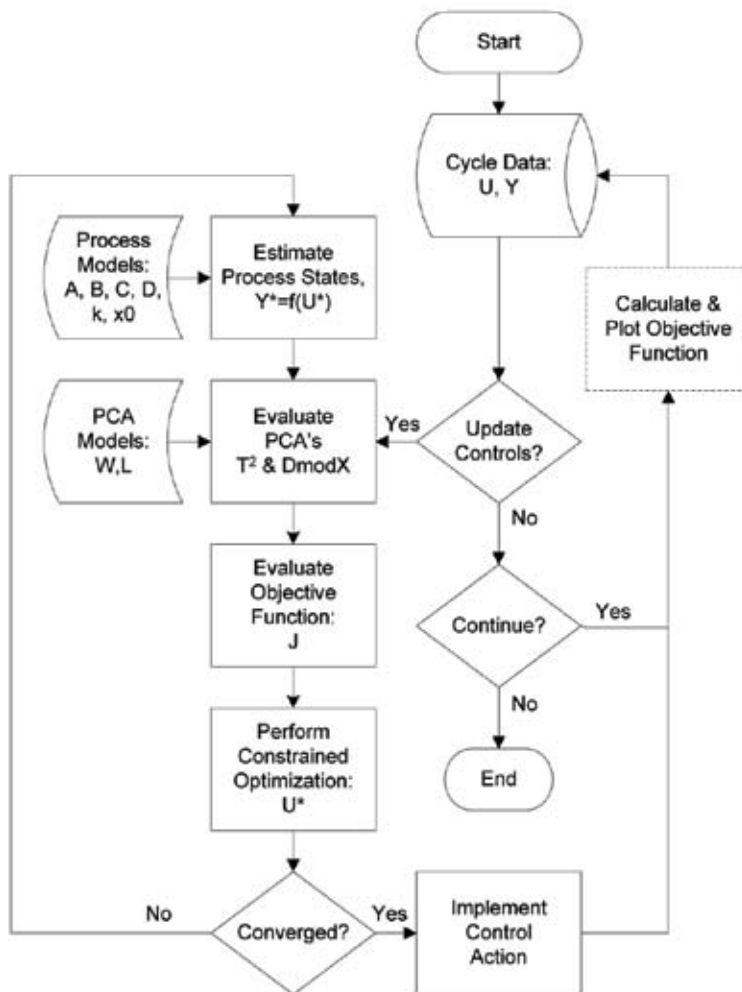 Start
Cycle Data:
U, Y
Process
Models:
A, B, C, D,
k, x0
Estimate
Process States,
Y*=f(U*)
Calculate &
Plot Objective
Function
PCA
Models:
W,L
Evaluate
PCA's
T² & DmodX
Yes
Update
Controls?
No
Evaluate
Objective
Function:
J
Continue?
Yes
No
Perform
Constrained
Optimization:
U*
End
No
Converged?
Yes
Implement
Control
Action